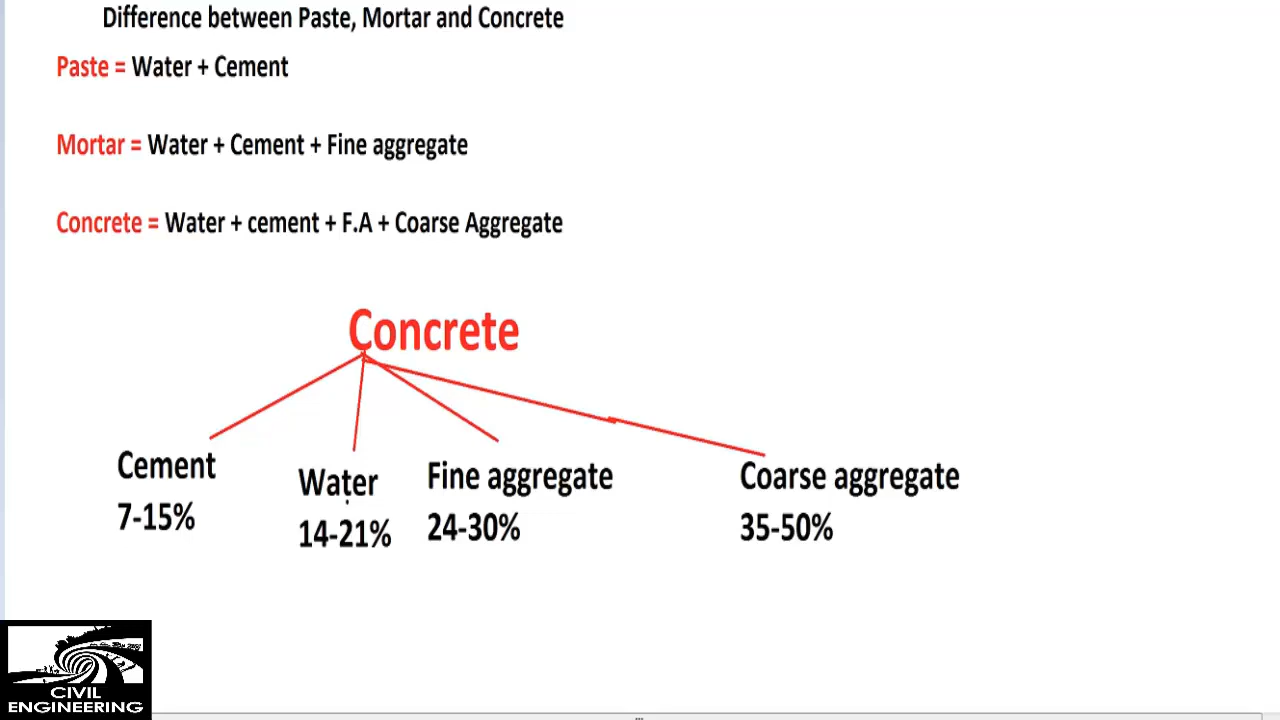 Difference between Paste, Mortar and Concrete
Paste = Water + Cement
Mortar = Water + Cement + Fine aggregate
Concrete = Water + cement + F.A + Coarse Aggregate
Concrete
Cement
7-15%
Water
14-21%
Fine aggregate
24-30%
Coarse aggregate
35-50%
CIVIL
ENGINEERING